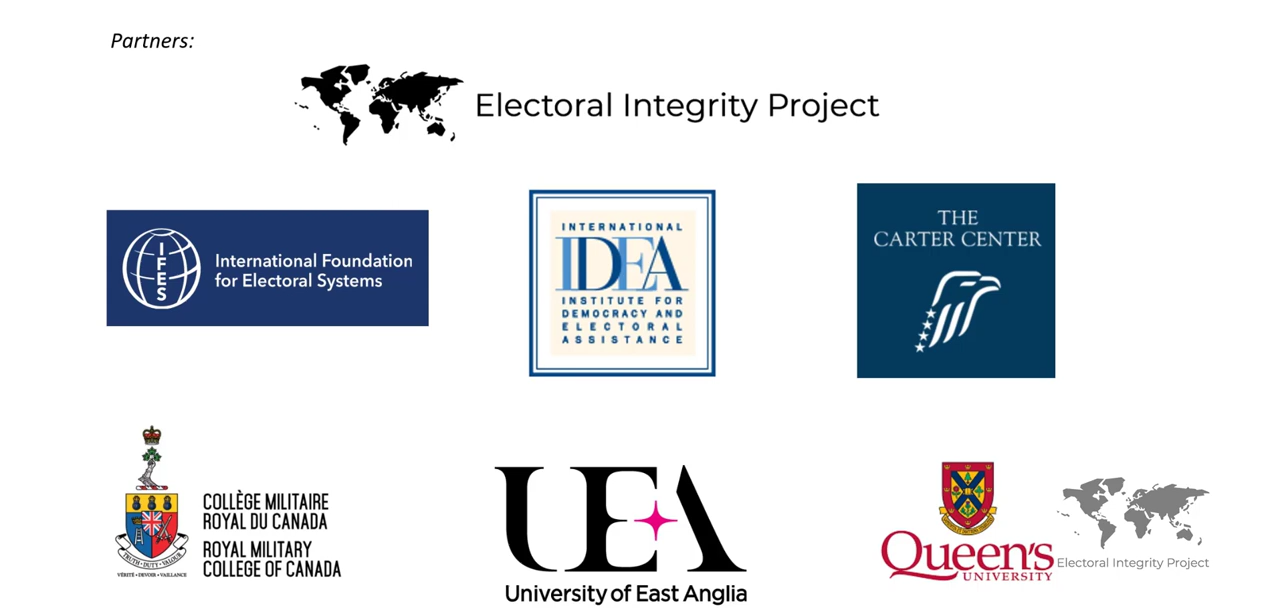 Partners:
Electoral Integrity Project
IFES
International Foundation
for Electoral Systems
INTERNATIONAL
IDEA
INSTITUTE FOR
DEMOCRACY AND
ELECTORAL
ASSISTANCE
THE
CARTER CENTER
TRUTH · DUTY · VALOUR
VÉRITÉ · DEVOIR · VAILLANCE
COLLÈGE MILITAIRE
ROYAL DU CANADA
ROYAL MILITARY
COLLEGE OF CANADA
UEA
University of East Anglia
Queen's
UNIVERSITY
Electoral Integrity Project